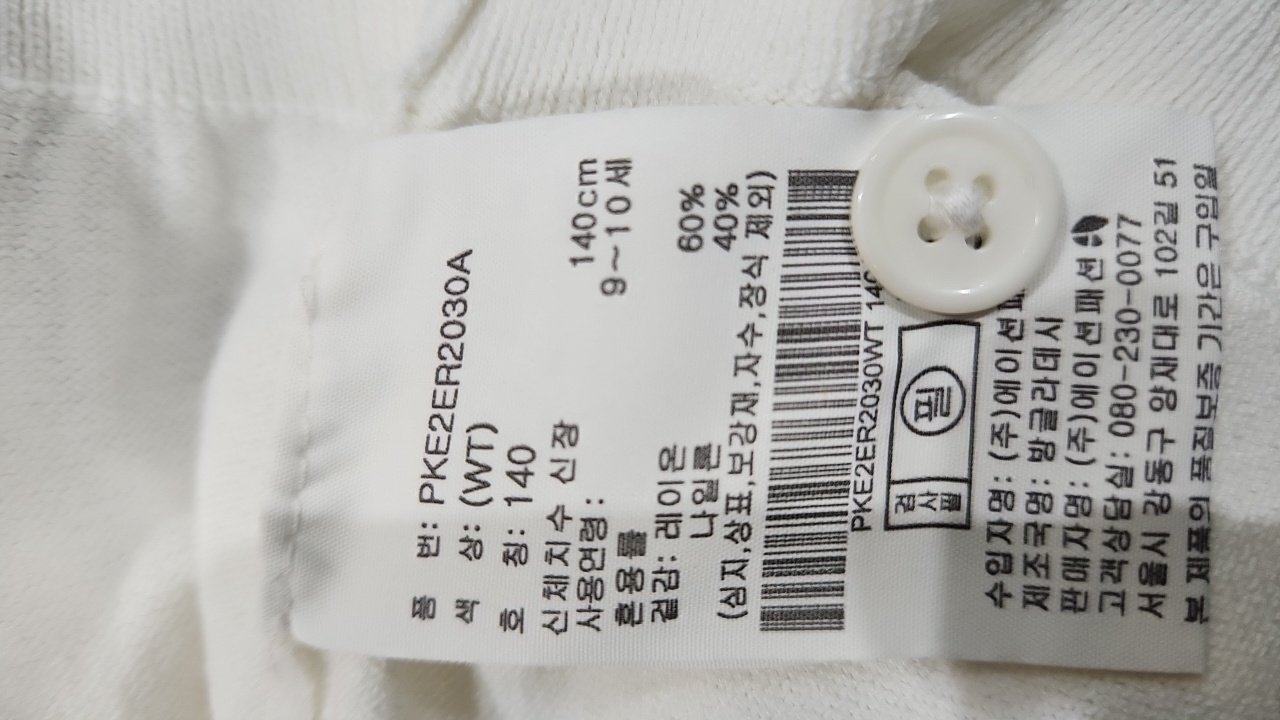 품 번: PKE2ER2030A
색 상: (WT)
호 칭: 140
신체치수 신장 140cm
사용연령: 9~10세
혼용률
겉감: 레이온 60%
나일론 40%
(심지,상표,보강재,자수,장식 제외)
PKE2ER2030WT 140
검사필 필
수입자명: (주)에이션패
제조국명: 방글라데시
판매자명: (주)에이션패션
고객상담실: 080-230-0077
서울시 강동구 양재대로 102길 51
본 제품의 품질보증 기간은 구입일